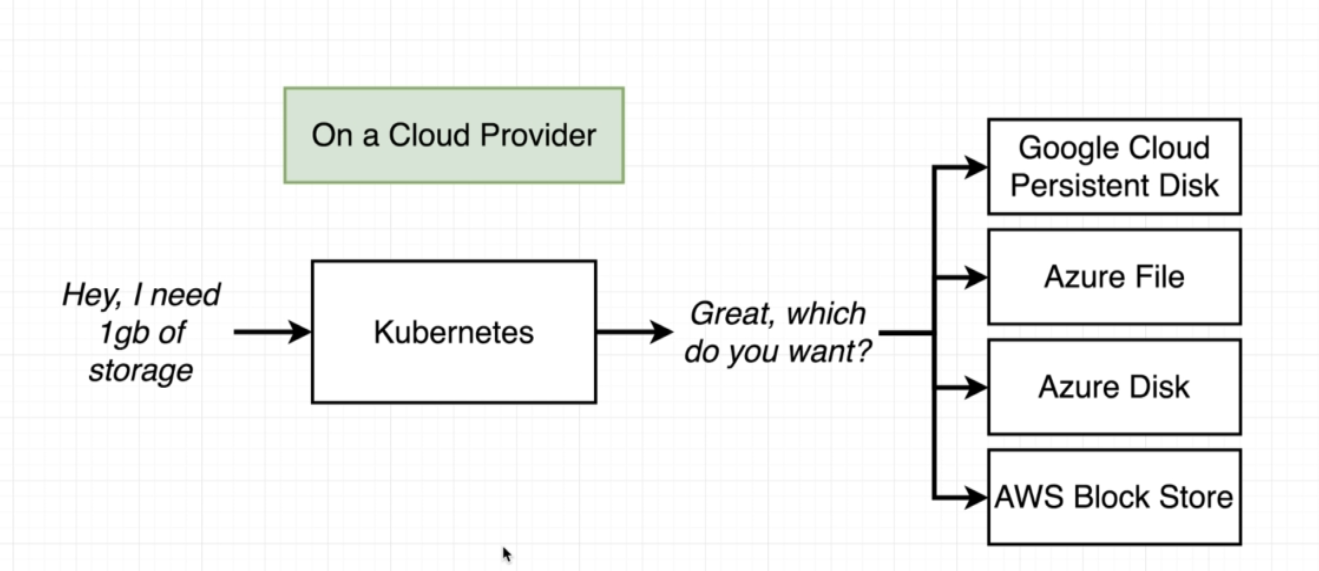 On a Cloud Provider
Hey, I need
1gb of
storage
Kubernetes
Great, which
do you want?
Google Cloud
Persistent Disk
Azure File
Azure Disk
AWS Block Store